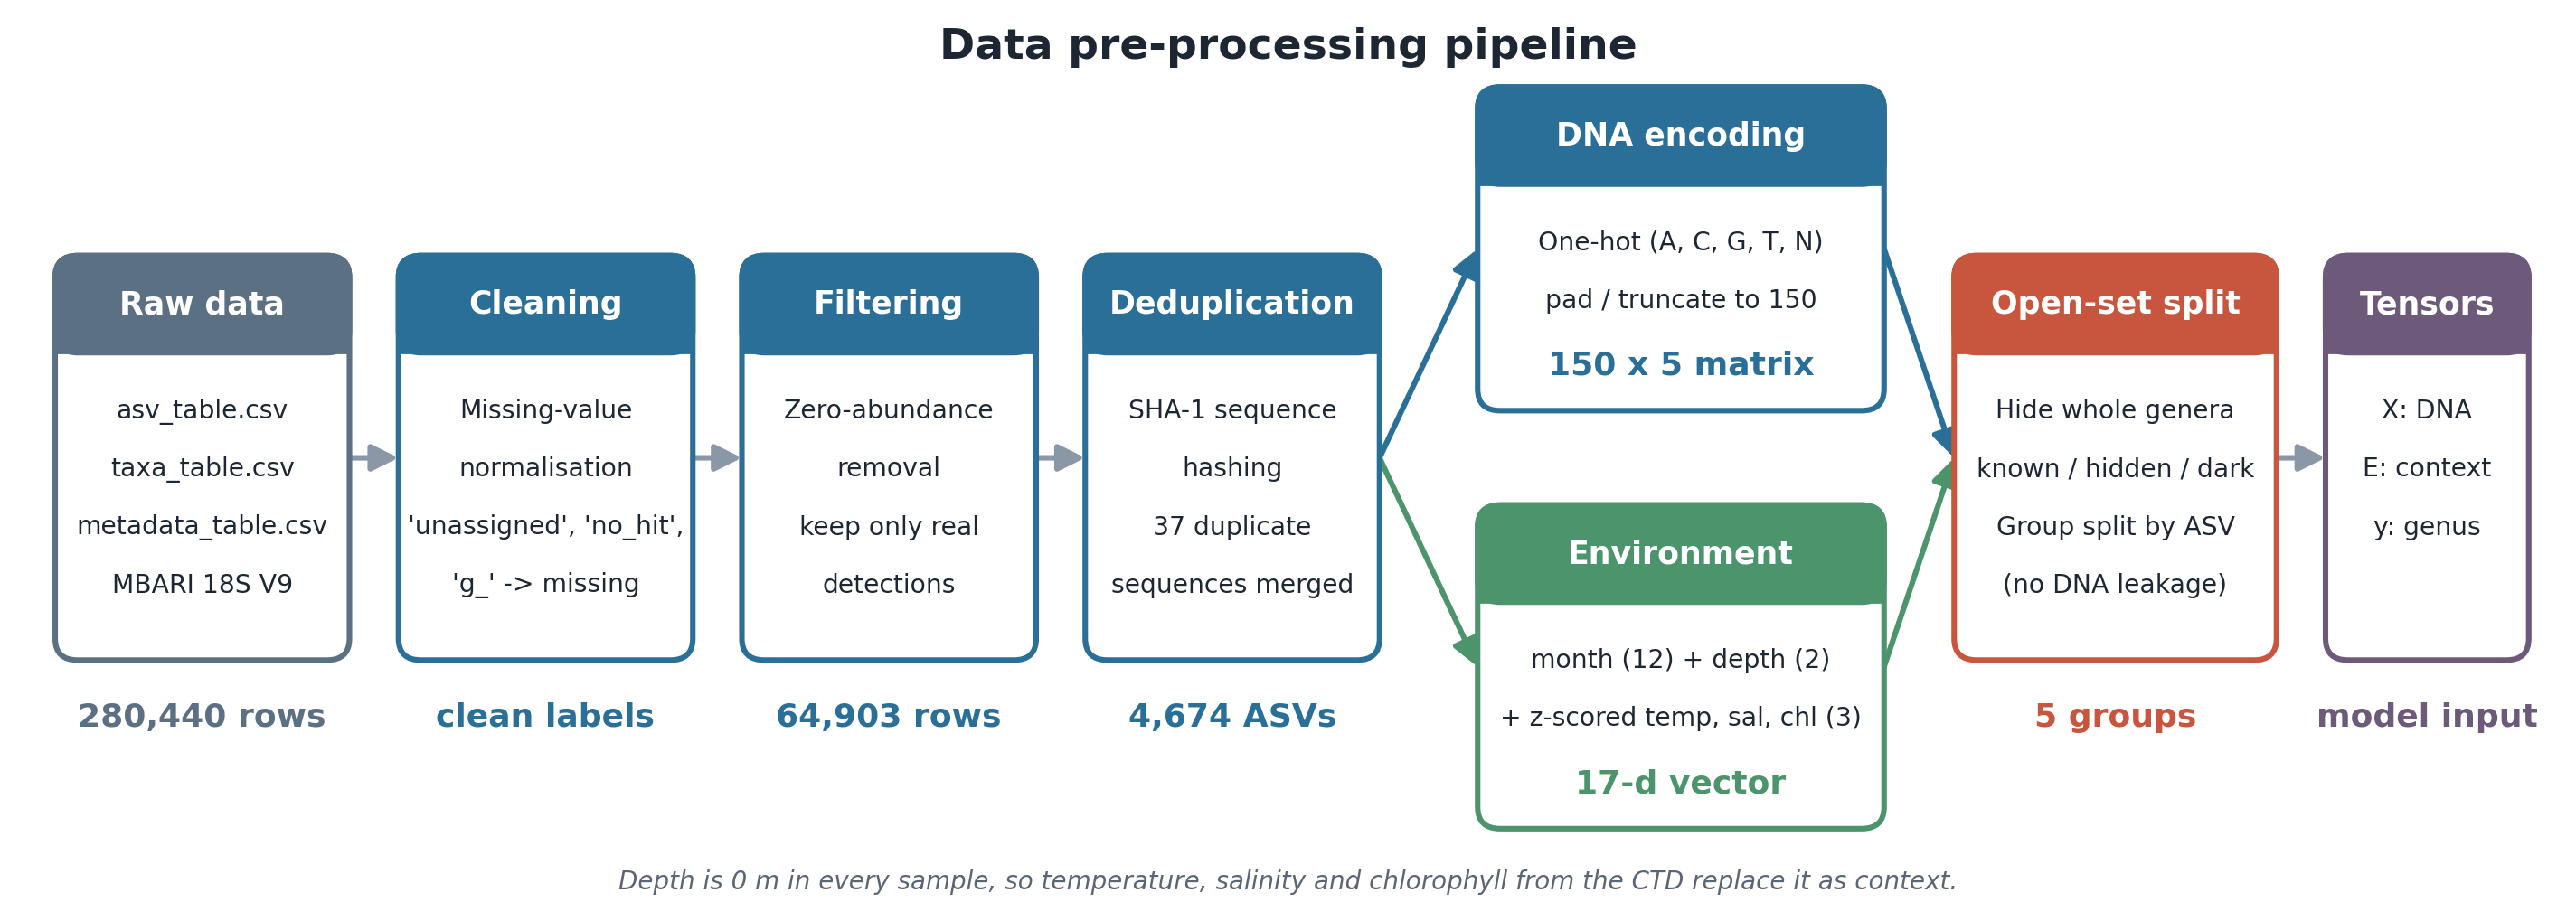 Data pre-processing pipeline
Raw data
asv_table.csv
taxa_table.csv
metadata_table.csv
MBARI 18S V9
280,440 rows
Cleaning
Missing-value
normalisation
'unassigned', 'no_hit',
'g_' -> missing
clean labels
Filtering
Zero-abundance
removal
keep only real
detections
64,903 rows
Deduplication
SHA-1 sequence
hashing
37 duplicate
sequences merged
4,674 ASVs
DNA encoding
One-hot (A, C, G, T, N)
pad / truncate to 150
150 x 5 matrix
Environment
month (12) + depth (2)
+ z-scored temp, sal, chl (3)
17-d vector
Open-set split
Hide whole genera
known / hidden / dark
Group split by ASV
(no DNA leakage)
5 groups
Tensors
X: DNA
E: context
y: genus
model input
Depth is 0 m in every sample, so temperature, salinity and chlorophyll from the CTD replace it as context.